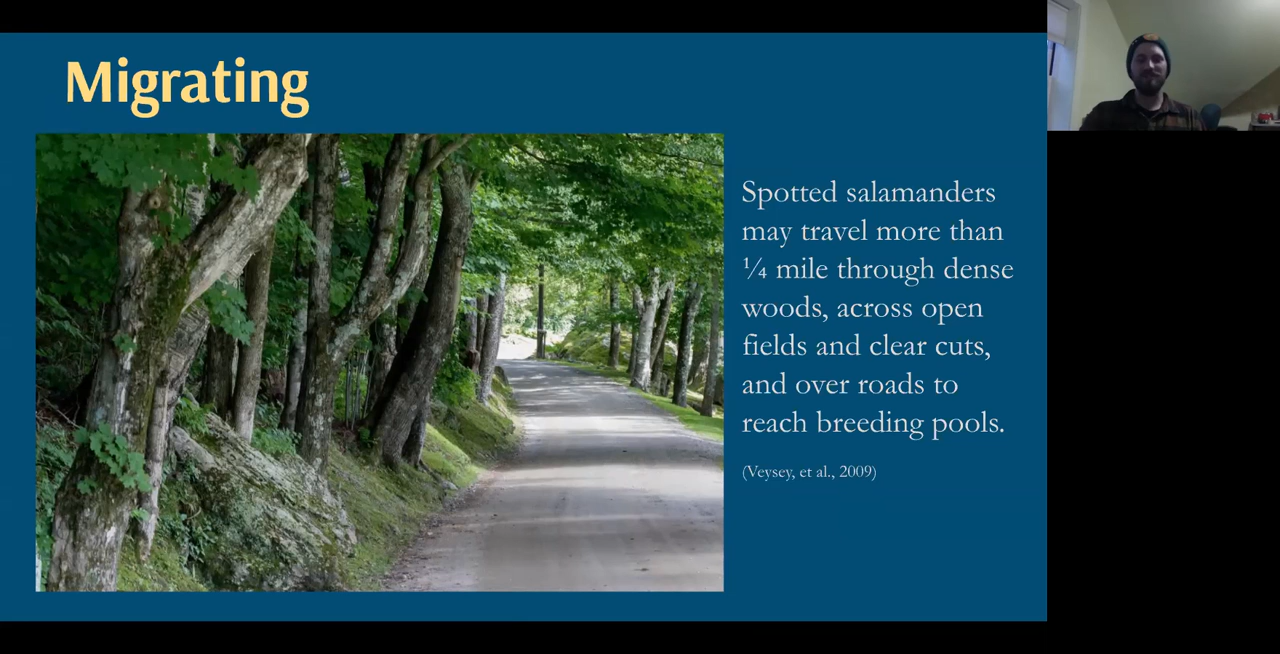 Migrating
Spotted salamanders
may travel more than
¼ mile through dense
woods, across open
fields and clear cuts,
and over roads to
reach breeding pools.
(Veysey, et al., 2009)